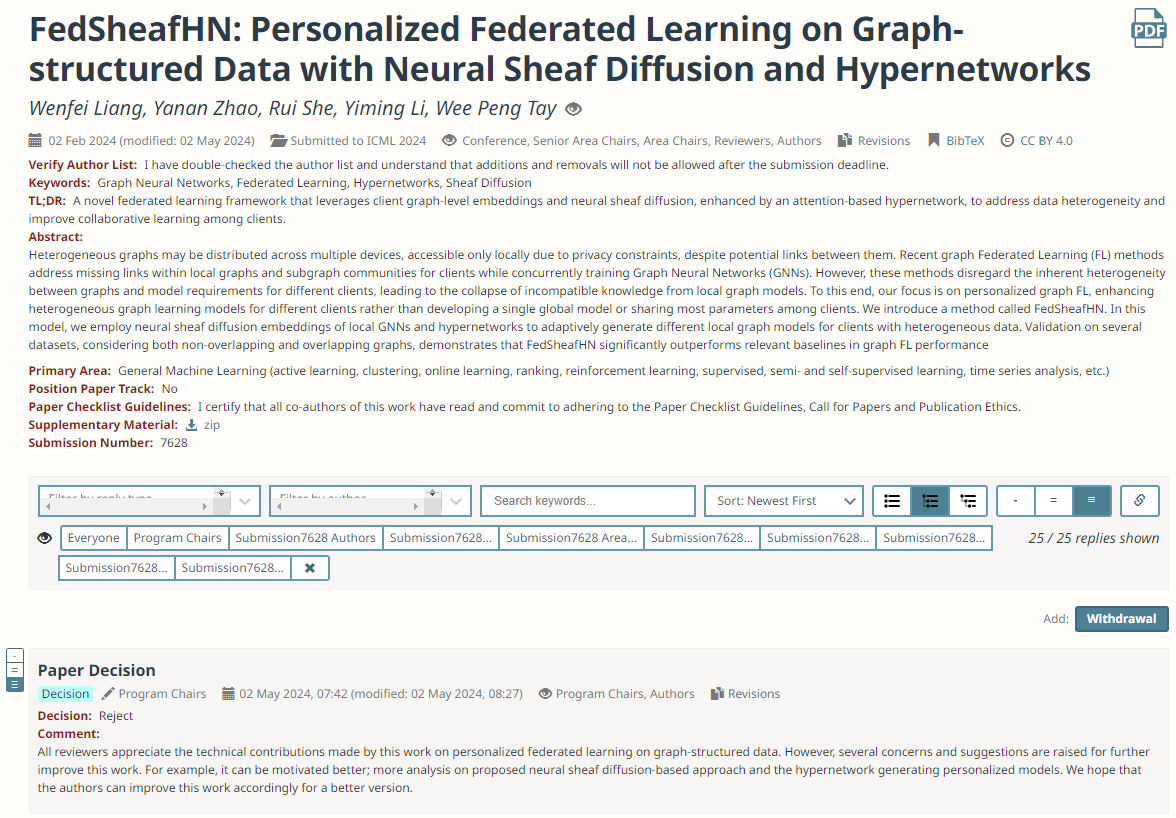 FedSheafHN: Personalized Federated Learning on Graph-
structured Data with Neural Sheaf Diffusion and Hypernetworks
PDF
Wenfei Liang, Yanan Zhao, Rui She, Yiming Li, Wee Peng Tay
02 Feb 2024 (modified: 02 May 2024) Submitted to ICML 2024 Conference, Senior Area Chairs, Area Chairs, Reviewers, Authors Revisions BibTeX CC BY 4.0
Verify Author List: I have double-checked the author list and understand that additions and removals will not be allowed after the submission deadline.
Keywords: Graph Neural Networks, Federated Learning, Hypernetworks, Sheaf Diffusion
TL;DR: A novel federated learning framework that leverages client graph-level embeddings and neural sheaf diffusion, enhanced by an attention-based hypernetwork, to address data heterogeneity and
improve collaborative learning among clients.
Abstract:
Heterogeneous graphs may be distributed across multiple devices, accessible only locally due to privacy constraints, despite potential links between them. Recent graph Federated Learning (FL) methods
address missing links within local graphs and subgraph communities for clients while concurrently training Graph Neural Networks (GNNs). However, these methods disregard the inherent heterogeneity
between graphs and model requirements for different clients, leading to the collapse of incompatible knowledge from local graph models. To this end, our focus is on personalized graph FL, enhancing
heterogeneous graph learning models for different clients rather than developing a single global model or sharing most parameters among clients. We introduce a method called FedSheafHN. In this
model, we employ neural sheaf diffusion embeddings of local GNNs and hypernetworks to adaptively generate different local graph models for clients with heterogeneous data. Validation on several
datasets, considering both non-overlapping and overlapping graphs, demonstrates that FedSheafHN significantly outperforms relevant baselines in graph FL performance
Primary Area: General Machine Learning (active learning, clustering, online learning, ranking, reinforcement learning, supervised, semi- and self-supervised learning, time series analysis, etc.)
Position Paper Track: No
Paper Checklist Guidelines: I certify that all co-authors of this work have read and commit to adhering to the Paper Checklist Guidelines, Call for Papers and Publication Ethics.
Supplementary Material: zip
Submission Number: 7628
Filter by reply type Filter by author Search keywords... Sort: Newest First - = ≡
Everyone Program Chairs Submission7628 Authors Submission7628... Submission7628 Area... Submission7628... Submission7628... Submission7628... 25 / 25 replies shown
Submission7628... Submission7628... ✖
Add: Withdrawal
- = ≡
Paper Decision
Decision Program Chairs 02 May 2024, 07:42 (modified: 02 May 2024, 08:27) Program Chairs, Authors Revisions
Decision: Reject
Comment:
All reviewers appreciate the technical contributions made by this work on personalized federated learning on graph-structured data. However, several concerns and suggestions are raised for further
improve this work. For example, it can be motivated better; more analysis on proposed neural sheaf diffusion-based approach and the hypernetwork generating personalized models. We hope that
the authors can improve this work accordingly for a better version.